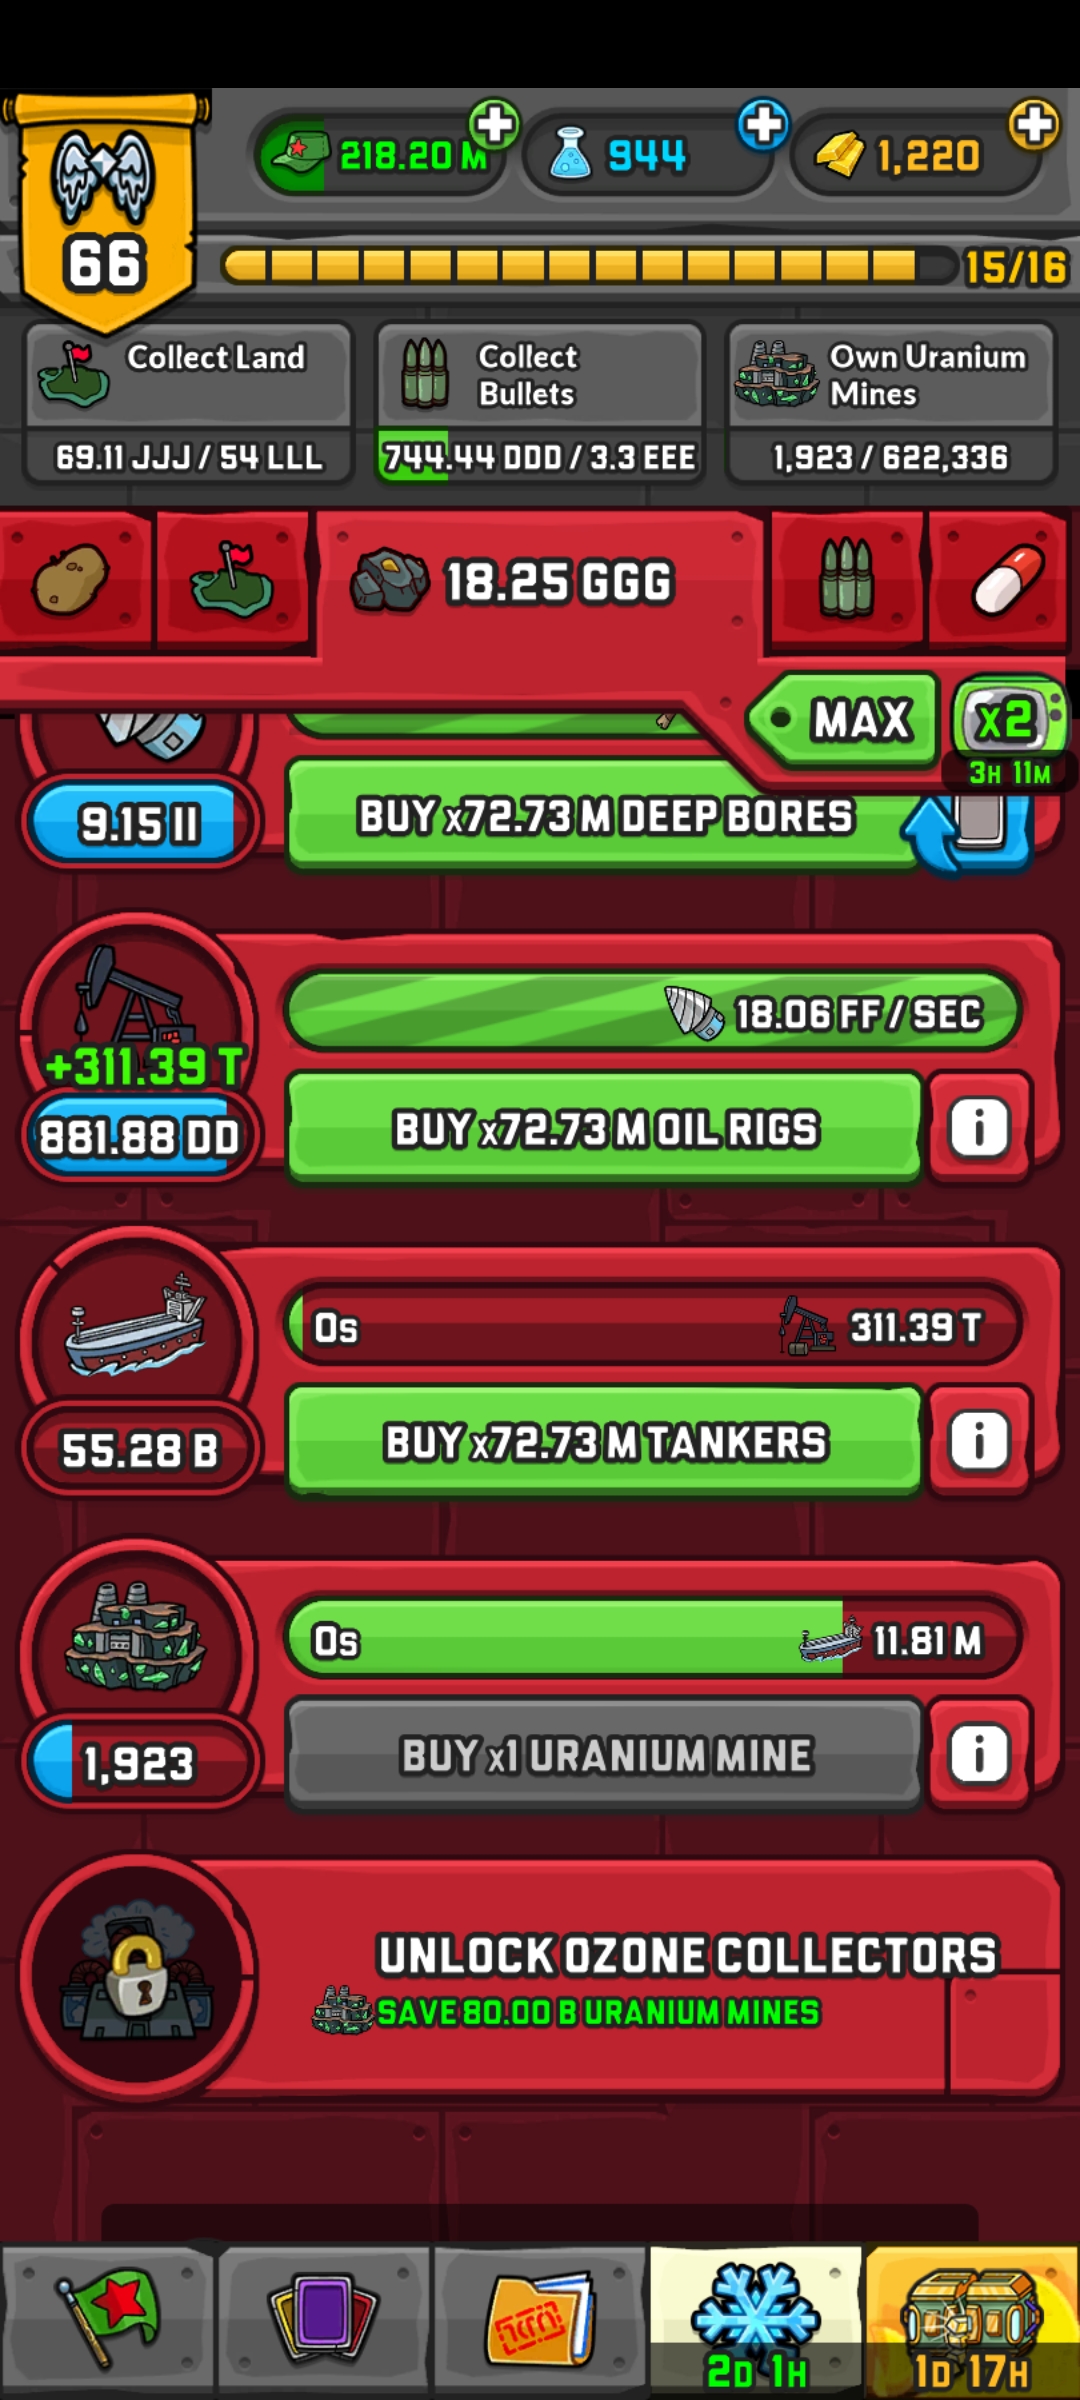 218.20 M
944
1,220
66
15/16
Collect Land
69.11 JJJ / 54 LLL
Collect
Bullets
744.44 DDD / 3.3 EEE
Own Uranium
Mines
1,923 / 622,336
18.25 GGG
MAX
x2
3H 11M
9.15 II
BUY x72.73 M DEEP BORES
+311.39 T
881.88 DD
18.06 FF / SEC
BUY x72.73 M OIL RIGS
i
0s
311.39 T
55.28 B
BUY x72.73 M TANKERS
i
0s
11.81 M
1,923
BUY x1 URANIUM MINE
i
UNLOCK OZONE COLLECTORS
SAVE 80.00 B URANIUM MINES
2D 1H
1D 17H